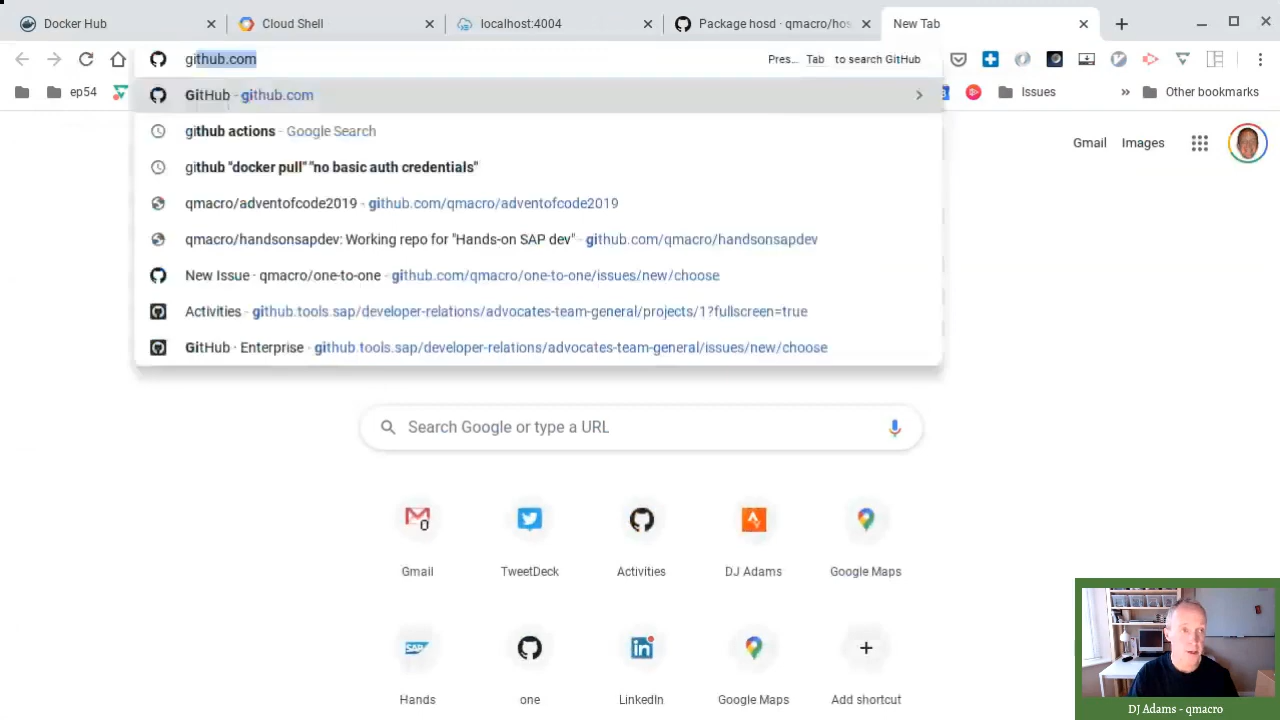 Docker Hub
Cloud Shell
localhost:4004
Package hosd · qmacro/hos
New Tab
github.com
Pres... Tab to search GitHub
ep54
Issues
»
Other bookmarks
GitHub - github.com
github actions - Google Search
github "docker pull" "no basic auth credentials"
qmacro/adventofcode2019 - github.com/qmacro/adventofcode2019
qmacro/handsonsapdev: Working repo for "Hands-on SAP dev" - github.com/qmacro/handsonsapdev
New Issue · qmacro/one-to-one - github.com/qmacro/one-to-one/issues/new/choose
Activities - github.tools.sap/developer-relations/advocates-team-general/projects/1?fullscreen=true
GitHub · Enterprise - github.tools.sap/developer-relations/advocates-team-general/issues/new/choose
Gmail Images
Search Google or type a URL
0
Gmail TweetDeck Activities DJ Adams Google Maps
SAP
Hands one LinkedIn Google Maps Add shortcut
DJ Adams - qmacro